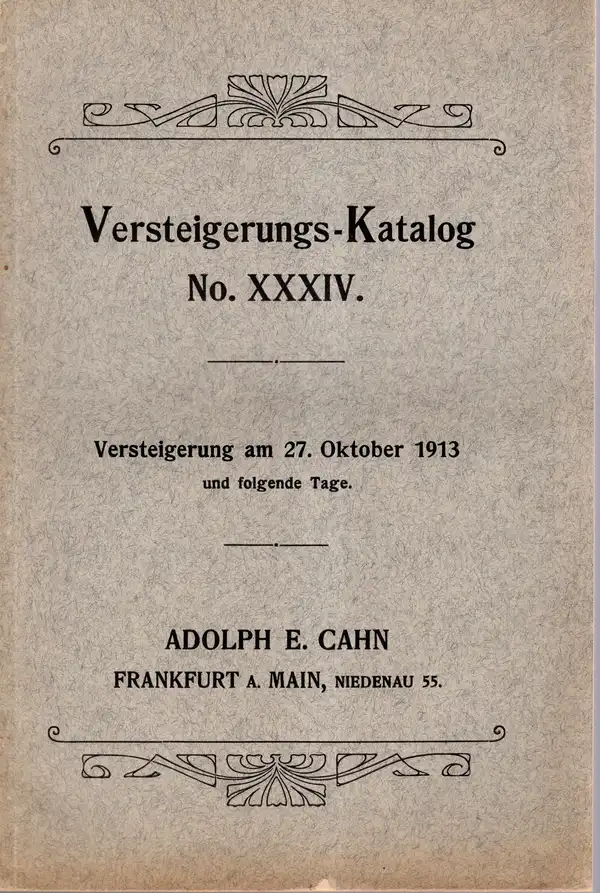 Versteigerungs-Katalog
No. XXXIV.
Versteigerung am 27. Oktober 1913
und folgende Tage.
ADOLPH E. CAHN
FRANKFURT A. MAIN, NIEDENAU 55.